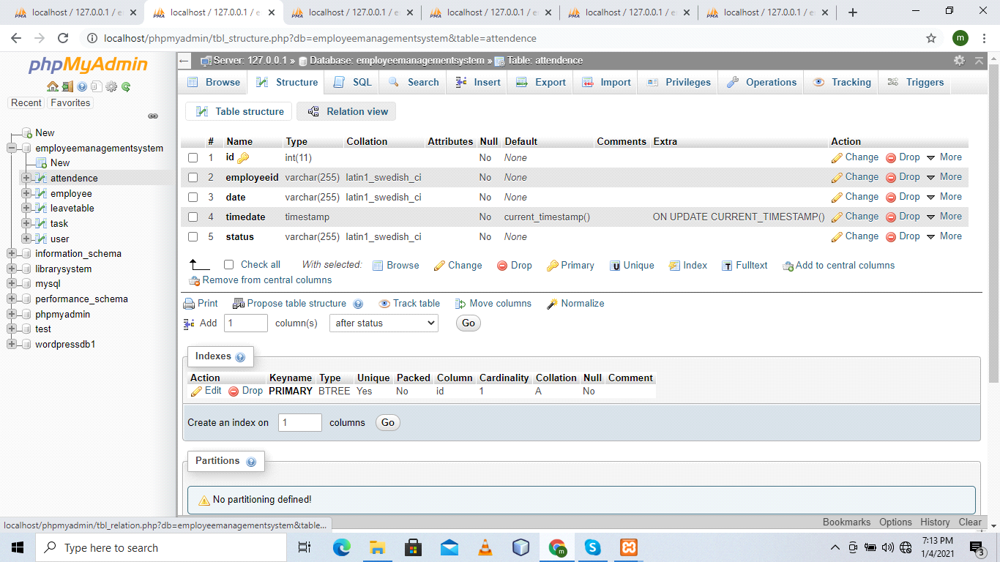 localhost / 127.0.0.1 / e localhost / 127.0.0.1 / e localhost / 127.0.0.1 / e localhost / 127.0.0.1 / e localhost / 127.0.0.1 / e localhost / 127.0.0.1 / e
localhost/phpmyadmin/tbl_structure.php?db=employeemanagementsystem&table=attendence
m
phpMyAdmin
Recent Favorites
New
employeemanagementsystem
New
attendence
employee
leavetable
task
user
information_schema
librarysystem
mysql
performance_schema
phpmyadmin
test
wordpressdb1
Server: 127.0.0.1 » Database: employeemanagementsystem » Table: attendence
Browse Structure SQL Search Insert Export Import Privileges Operations Tracking Triggers
Table structure Relation view
# Name Type Collation Attributes Null Default Comments Extra Action
1 id int(11) No None Change Drop More
2 employeeid varchar(255) latin1_swedish_ci No None Change Drop More
3 date varchar(255) latin1_swedish_ci No None Change Drop More
4 timedate timestamp No current_timestamp() ON UPDATE CURRENT_TIMESTAMP() Change Drop More
5 status varchar(255) latin1_swedish_ci No None Change Drop More
Check all With selected: Browse Change Drop Primary Unique Index Fulltext Add to central columns
Remove from central columns
Print Propose table structure Track table Move columns Normalize
Add 1 column(s) after status Go
Indexes
Action Keyname Type Unique Packed Column Cardinality Collation Null Comment
Edit Drop PRIMARY BTREE Yes No id 1 A No
Create an index on 1 columns Go
Partitions
No partitioning defined!
localhost/phpmyadmin/tbl_relation.php?db=employeemanagementsystem&table...
Bookmarks Options History Clear
Type here to search
7:13 PM
1/4/2021
3